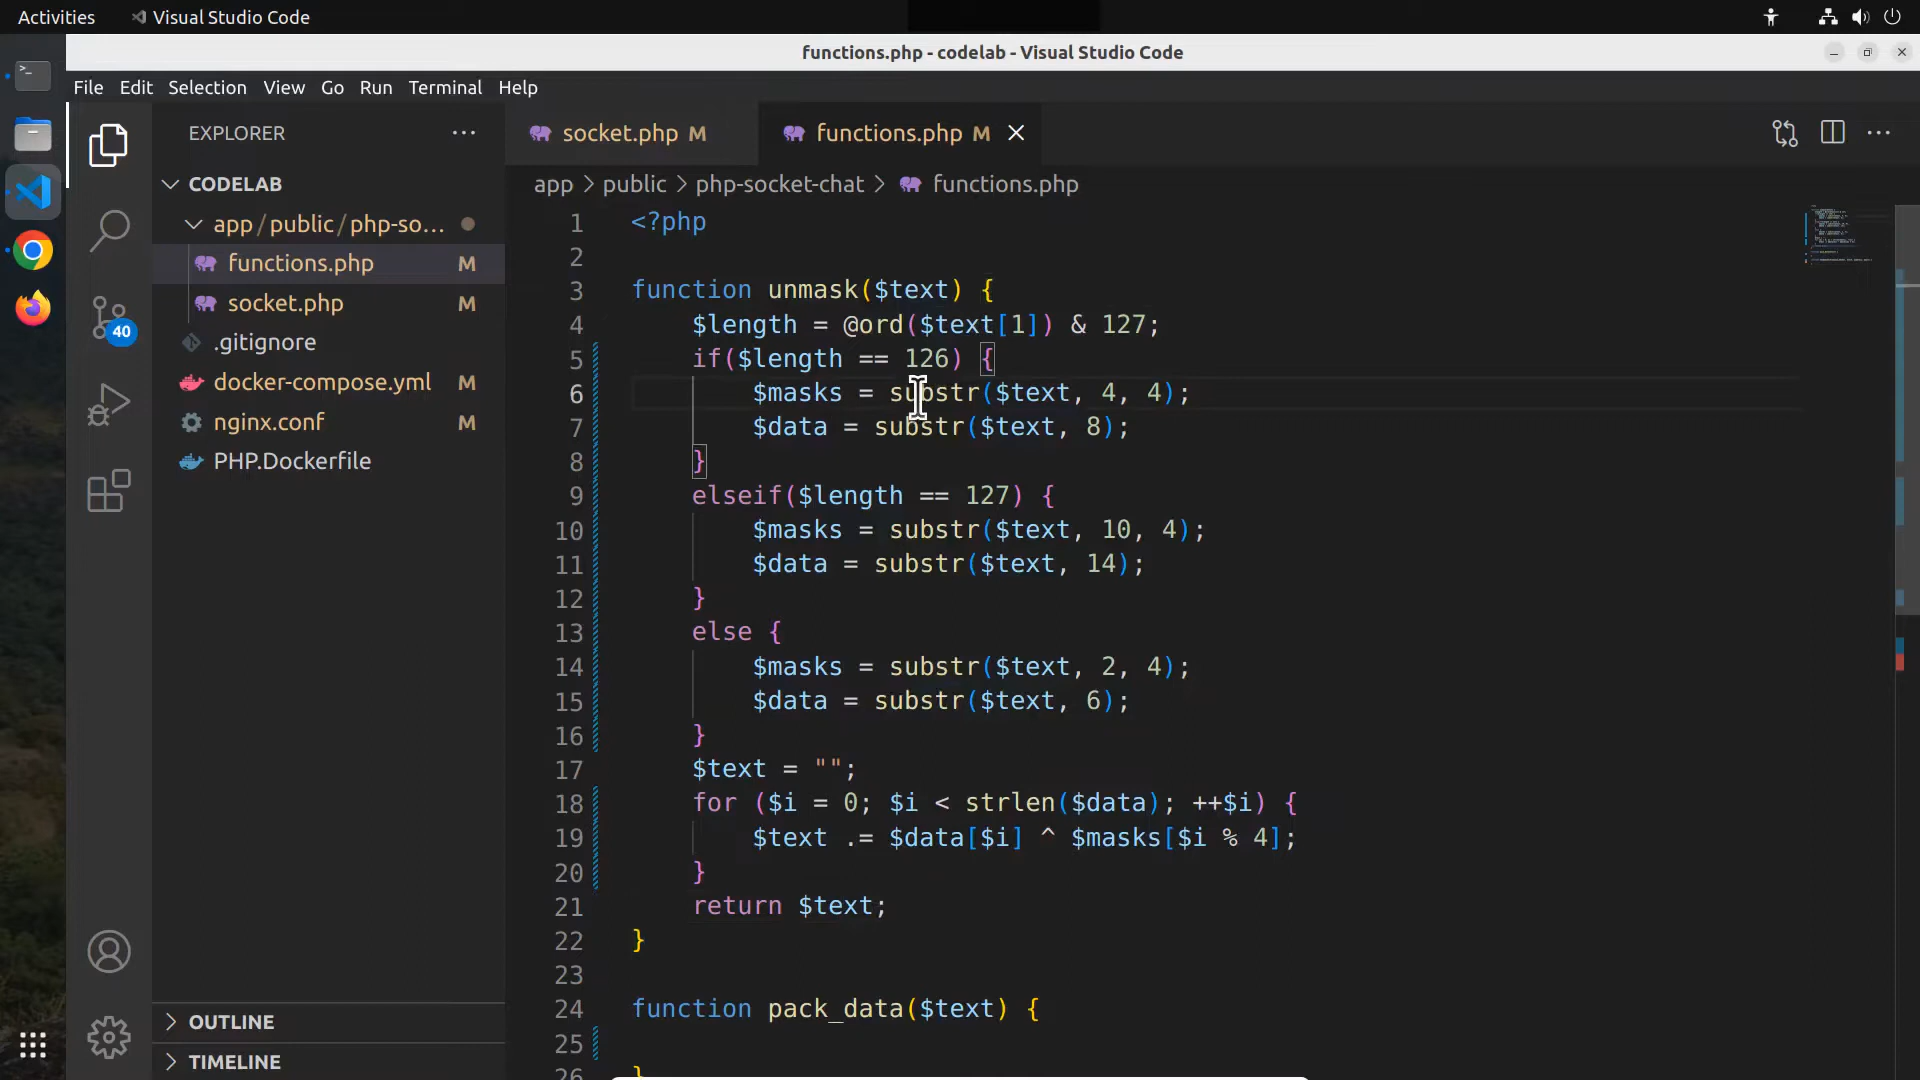 Activities
Visual Studio Code
functions.php - codelab - Visual Studio Code
File Edit Selection View Go Run Terminal Help
EXPLORER
CODELAB
app/public/php-so...
functions.php M
socket.php M
.gitignore
docker-compose.yml M
nginx.conf M
PHP.Dockerfile
40
OUTLINE
TIMELINE
socket.php M
functions.php M
app > public > php-socket-chat > functions.php
1 <?php
2
3 function unmask($text) {
4 $length = @ord($text[1]) & 127;
5 if($length == 126) {
6 $masks = substr($text, 4, 4);
7 $data = substr($text, 8);
8 }
9 elseif($length == 127) {
10 $masks = substr($text, 10, 4);
11 $data = substr($text, 14);
12 }
13 else {
14 $masks = substr($text, 2, 4);
15 $data = substr($text, 6);
16 }
17 $text = "";
18 for ($i = 0; $i < strlen($data); ++$i) {
19 $text .= $data[$i] ^ $masks[$i % 4];
20 }
21 return $text;
22 }
23
24 function pack_data($text) {
25
26 }